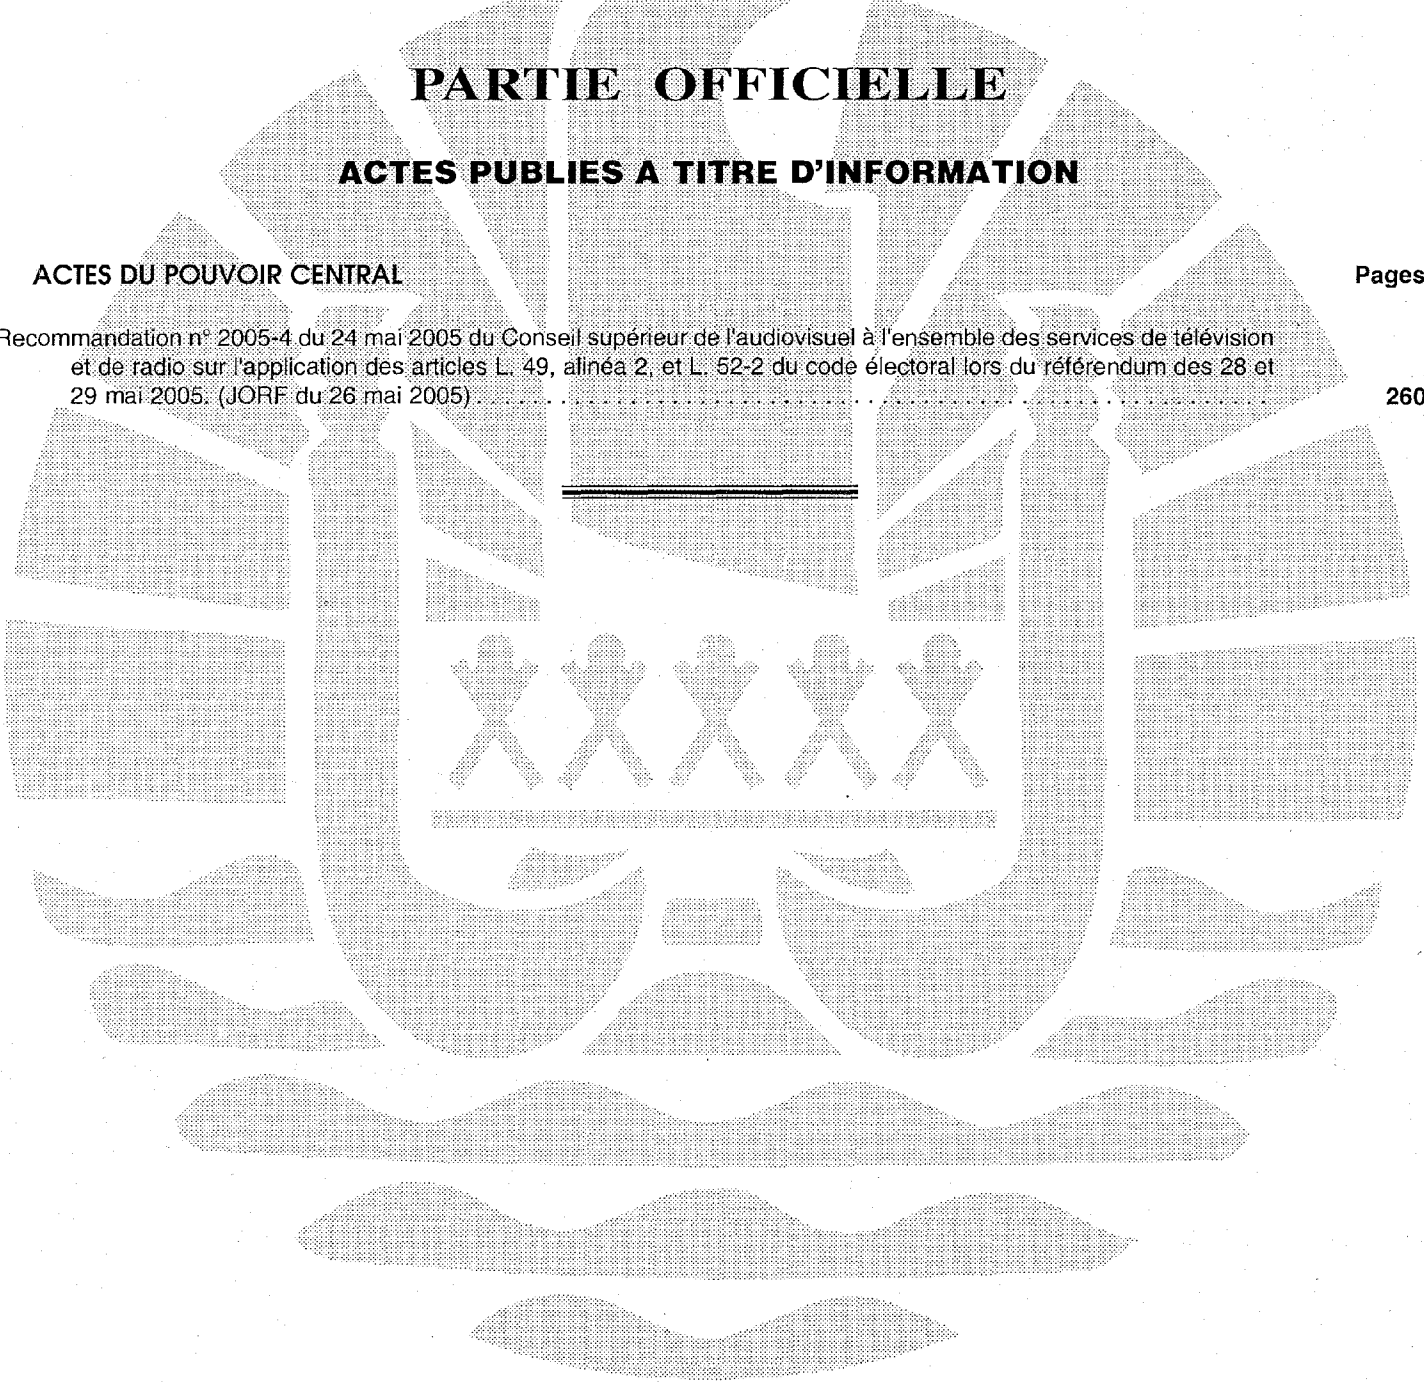 PARTIE OFFICIELLE
ACTES PUBLIES A TITRE D'INFORMATION
ACTES DU POUVOIR CENTRAL Pages
Recommandation n° 2005-4 du 24 mai 2005 du Conseil supérieur de l'audiovisuel à l'ensemble des services de télévision
et de radio sur l'application des articles L. 49, alinéa 2, et L. 52-2 du code électoral lors du référendum des 28 et
29 mai 2005. (JORF du 26 mai 2005) . . . . . . . . . . . . . . . . . . . . . . . . . . . . . . . . . . . . . . . . . . . . . . . . . . . . . . . . . . 260